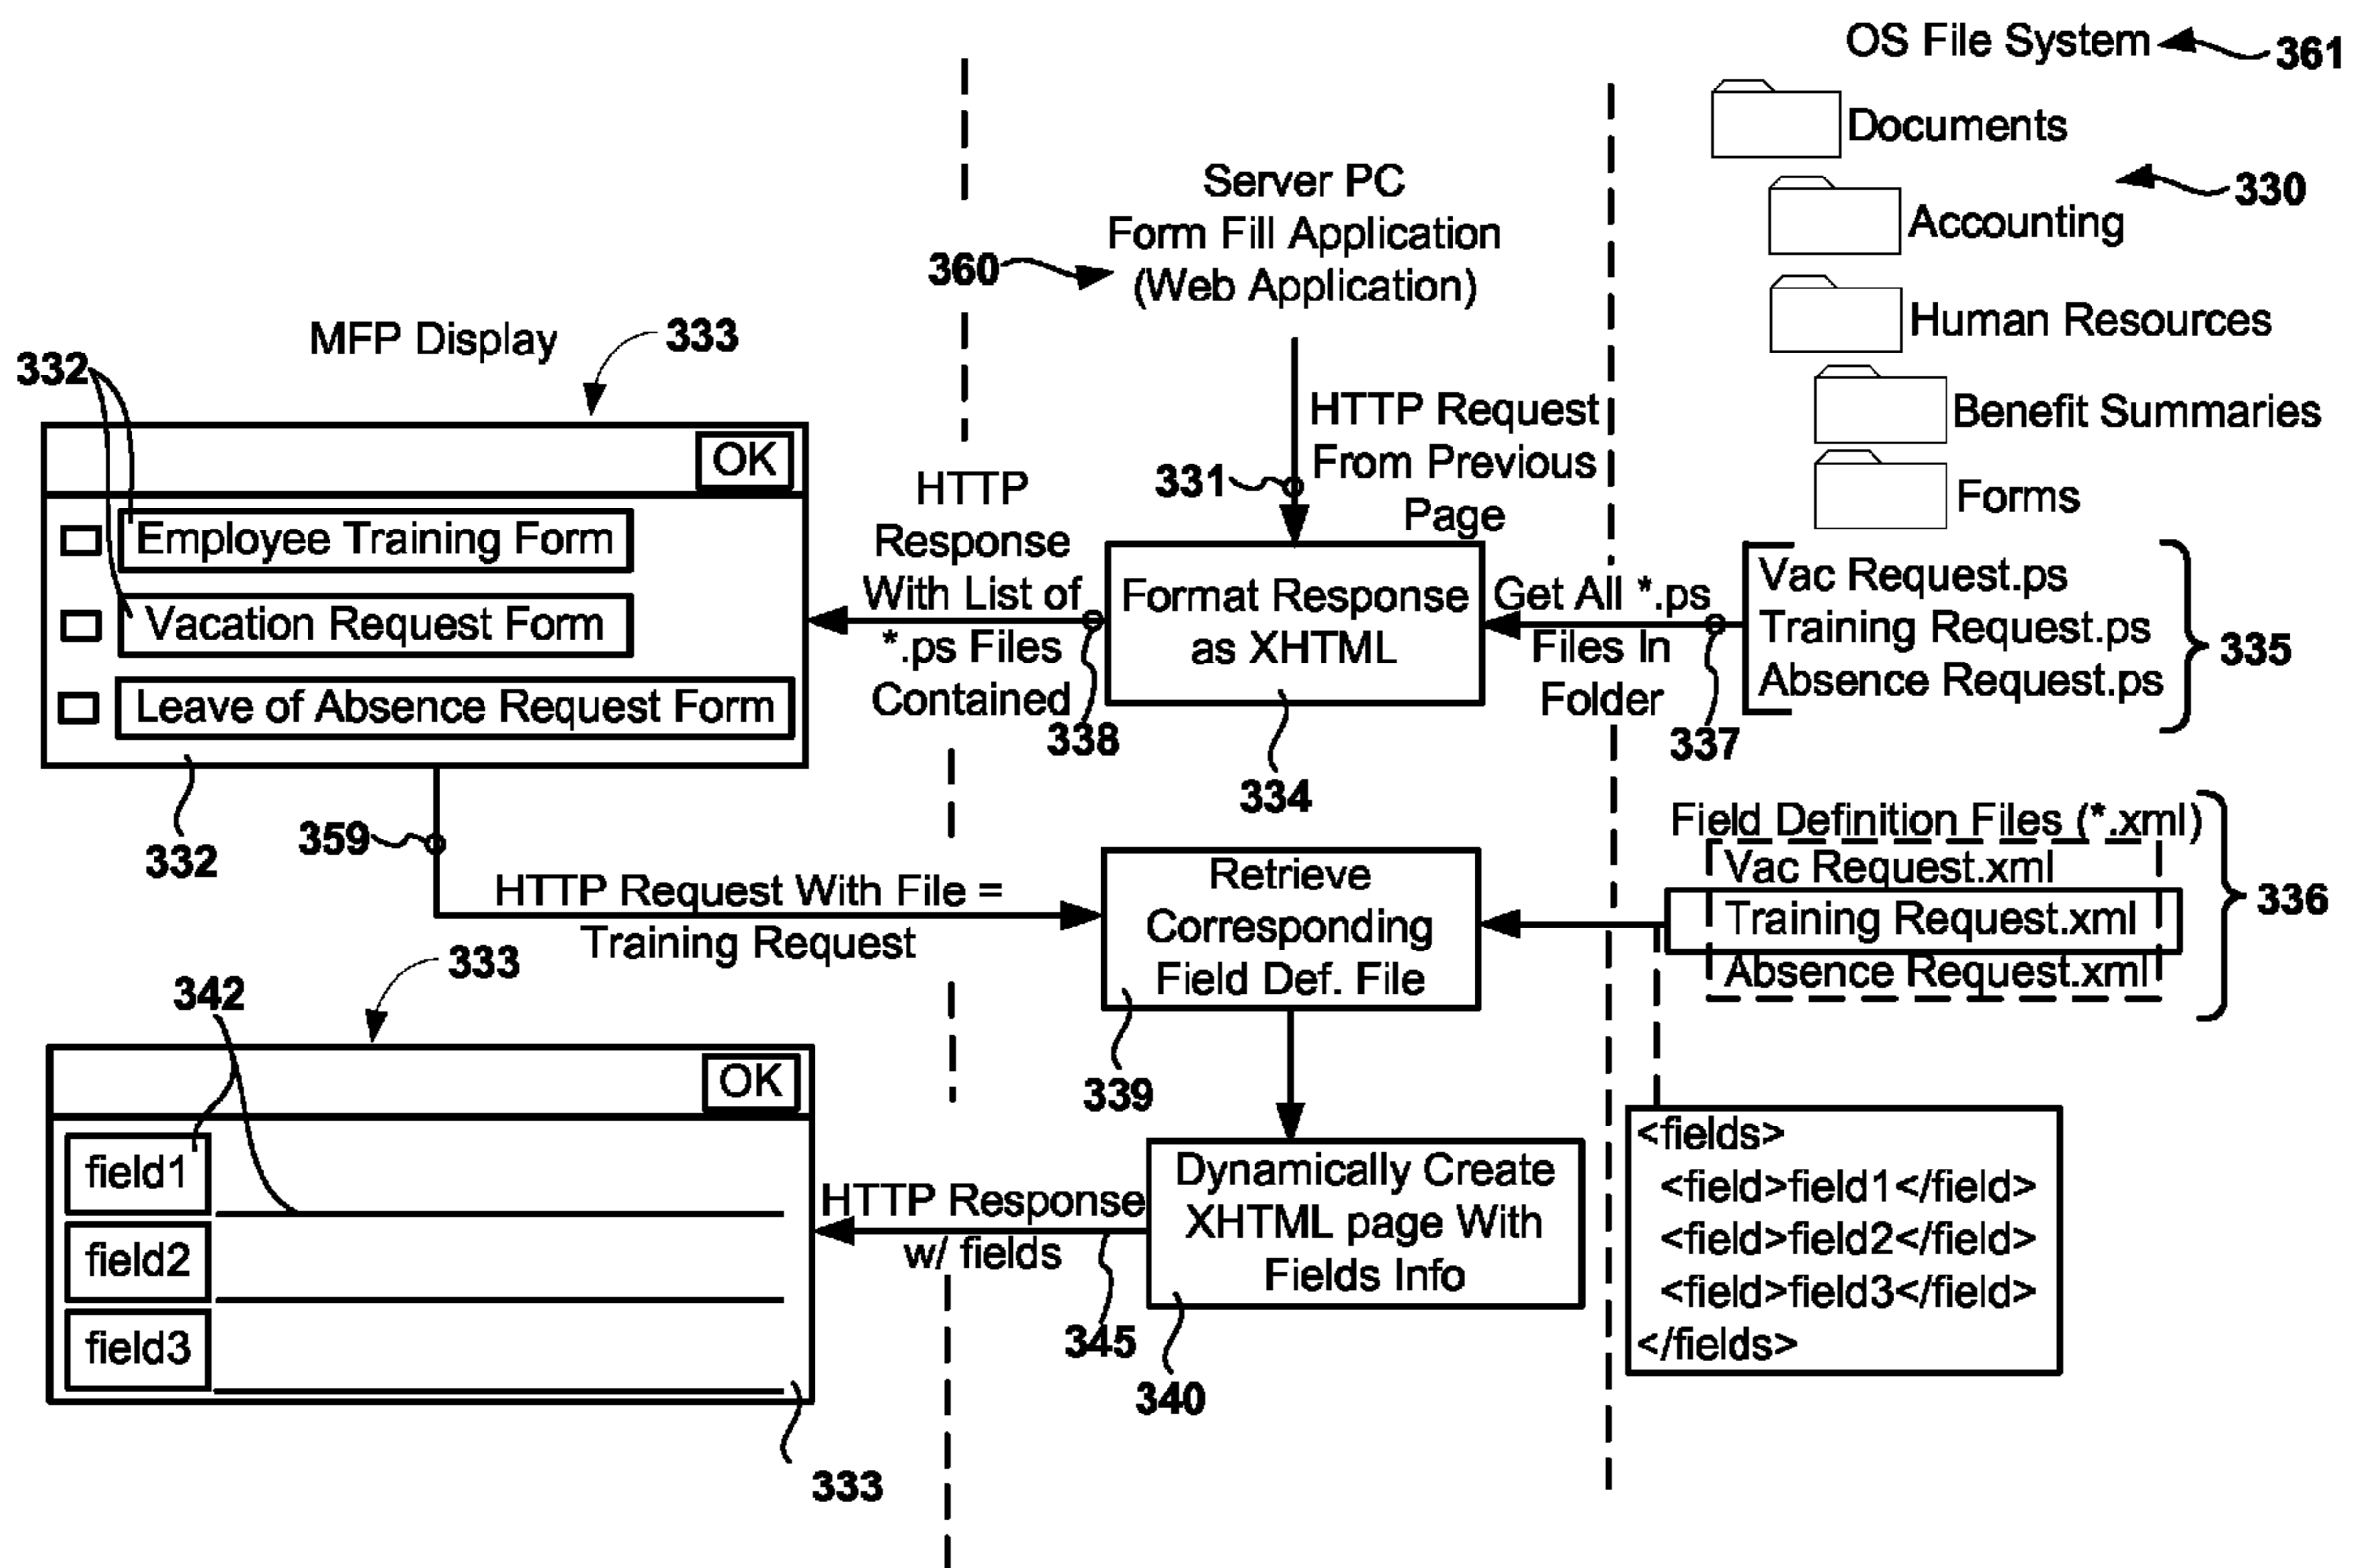 OS File System
361
Documents
330
Accounting
Human Resources
Benefit Summaries
Forms
Server PC
Form Fill Application
(Web Application)
360
HTTP Request
From Previous
Page
331
MFP Display
333
332
OK
Employee Training Form
Vacation Request Form
Leave of Absence Request Form
332
HTTP
Response
With List of
*.ps Files
Contained
338
Format Response
as XHTML
334
Get All *.ps
Files In
Folder
337
Vac Request.ps
Training Request.ps
Absence Request.ps
335
359
HTTP Request With File =
Training Request
Retrieve
Corresponding
Field Def. File
339
Field Definition Files (*.xml)
Vac Request.xml
Training Request.xml
Absence Request.xml
336
333
342
OK
field1
field2
field3
333
HTTP Response
w/ fields
345
Dynamically Create
XHTML page With
Fields Info
340
<fields>
<field>field1</field>
<field>field2</field>
<field>field3</field>
</fields>